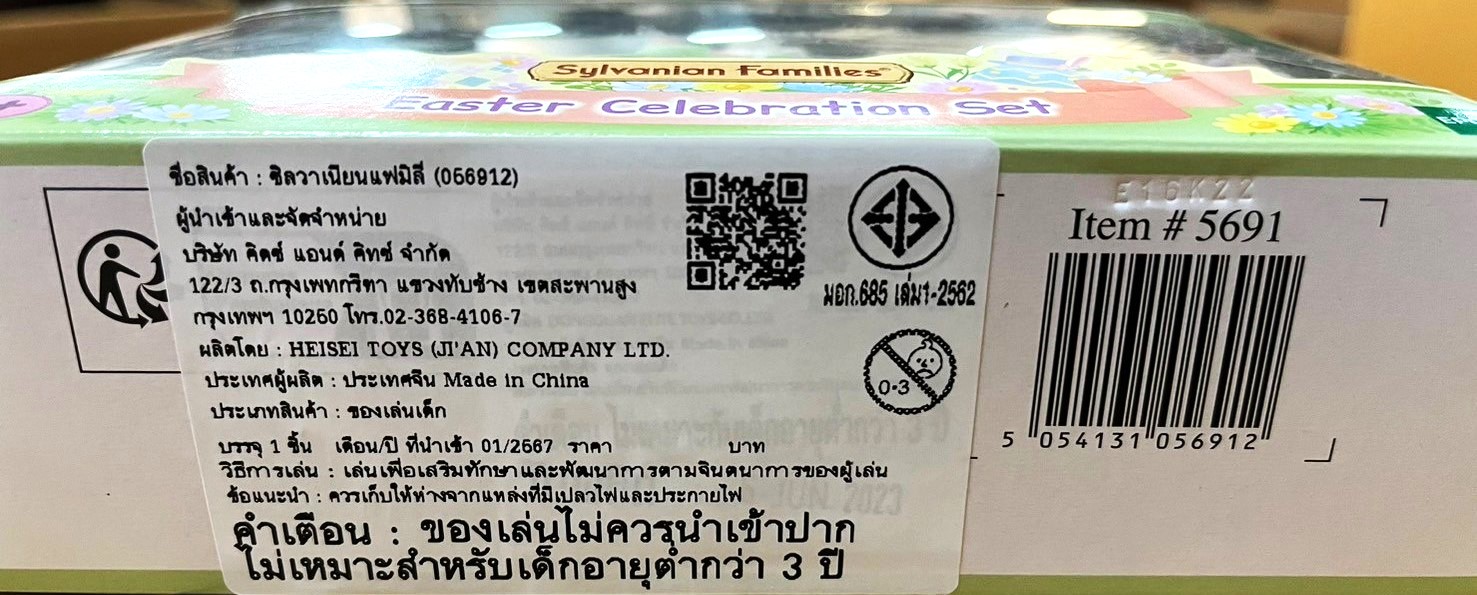 Sylvanian Families
Easter Celebration Set
ชื่อสินค้า : ซิลวาเนียนแฟมิลี่ (056912)
ผู้นำเข้าและจัดจำหน่าย
บริษัท คิดซ์ แอนด์ คิทซ์ จำกัด
122/3 ถ.กรุงเทพกรีฑา แขวงทับช้าง เขตสะพานสูง
กรุงเทพฯ 10250 โทร.02-368-4106-7
ผลิตโดย : HEISEI TOYS (JI'AN) COMPANY LTD.
ประเทศผู้ผลิต : ประเทศจีน Made in China
ประเภทสินค้า : ของเล่นเด็ก
บรรจุ 1 ชิ้น เดือน/ปี ที่นำเข้า 01/2567 ราคา บาท
วิธีการเล่น : เล่นเพื่อเสริมทักษะและพัฒนาการตามจินตนาการของผู้เล่น
ข้อแนะนำ : ควรเก็บให้ห่างจากแหล่งที่มีเปลวไฟและประกายไฟ
คำเตือน : ของเล่นไม่ควรนำเข้าปาก
ไม่เหมาะสำหรับเด็กอายุต่ำกว่า 3 ปี
มอก.685 เล่ม1-2562
0-3
E16K22
Item # 5691
5 054131 056912